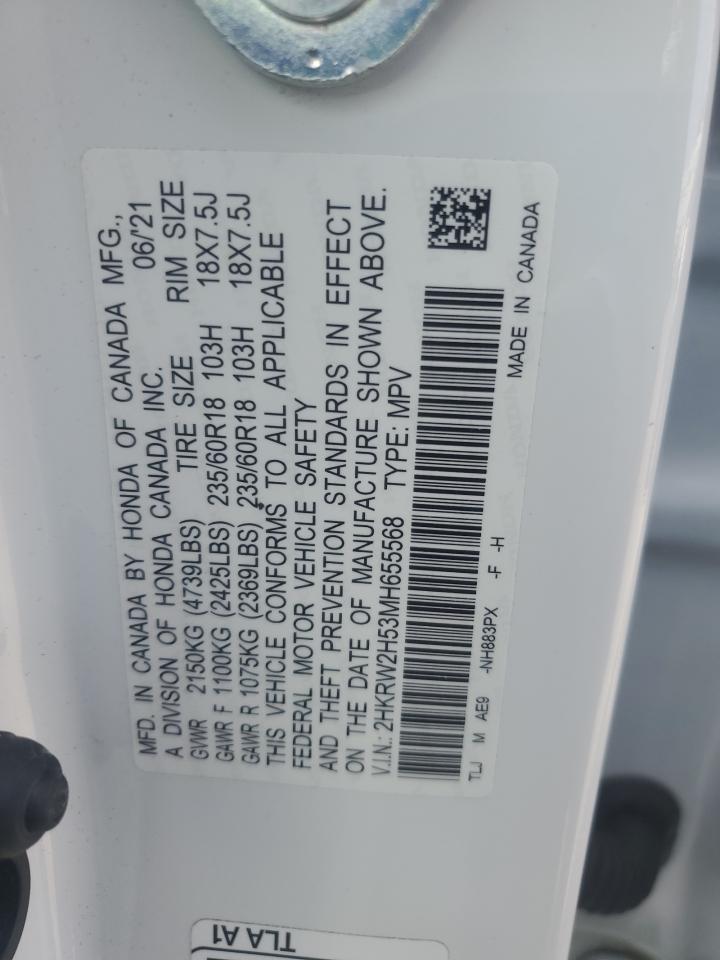 MFD. IN CANADA BY HONDA OF CANADA MFG.,
A DIVISION OF HONDA CANADA INC. 06/'21
GVWR 2150KG (4739LBS) TIRE SIZE RIM SIZE
GAWR F 1100KG (2425LBS) 235/60R18 103H 18X7.5J
GAWR R 1075KG (2369LBS) 235/60R18 103H 18X7.5J
THIS VEHICLE CONFORMS TO ALL APPLICABLE
FEDERAL MOTOR VEHICLE SAFETY
AND THEFT PREVENTION STANDARDS IN EFFECT
ON THE DATE OF MANUFACTURE SHOWN ABOVE.
V.I.N.: 2HKRW2H53MH655568 TYPE: MPV
TLJ M AE9 -NH883PX -F -H
MADE IN CANADA
TLA A1